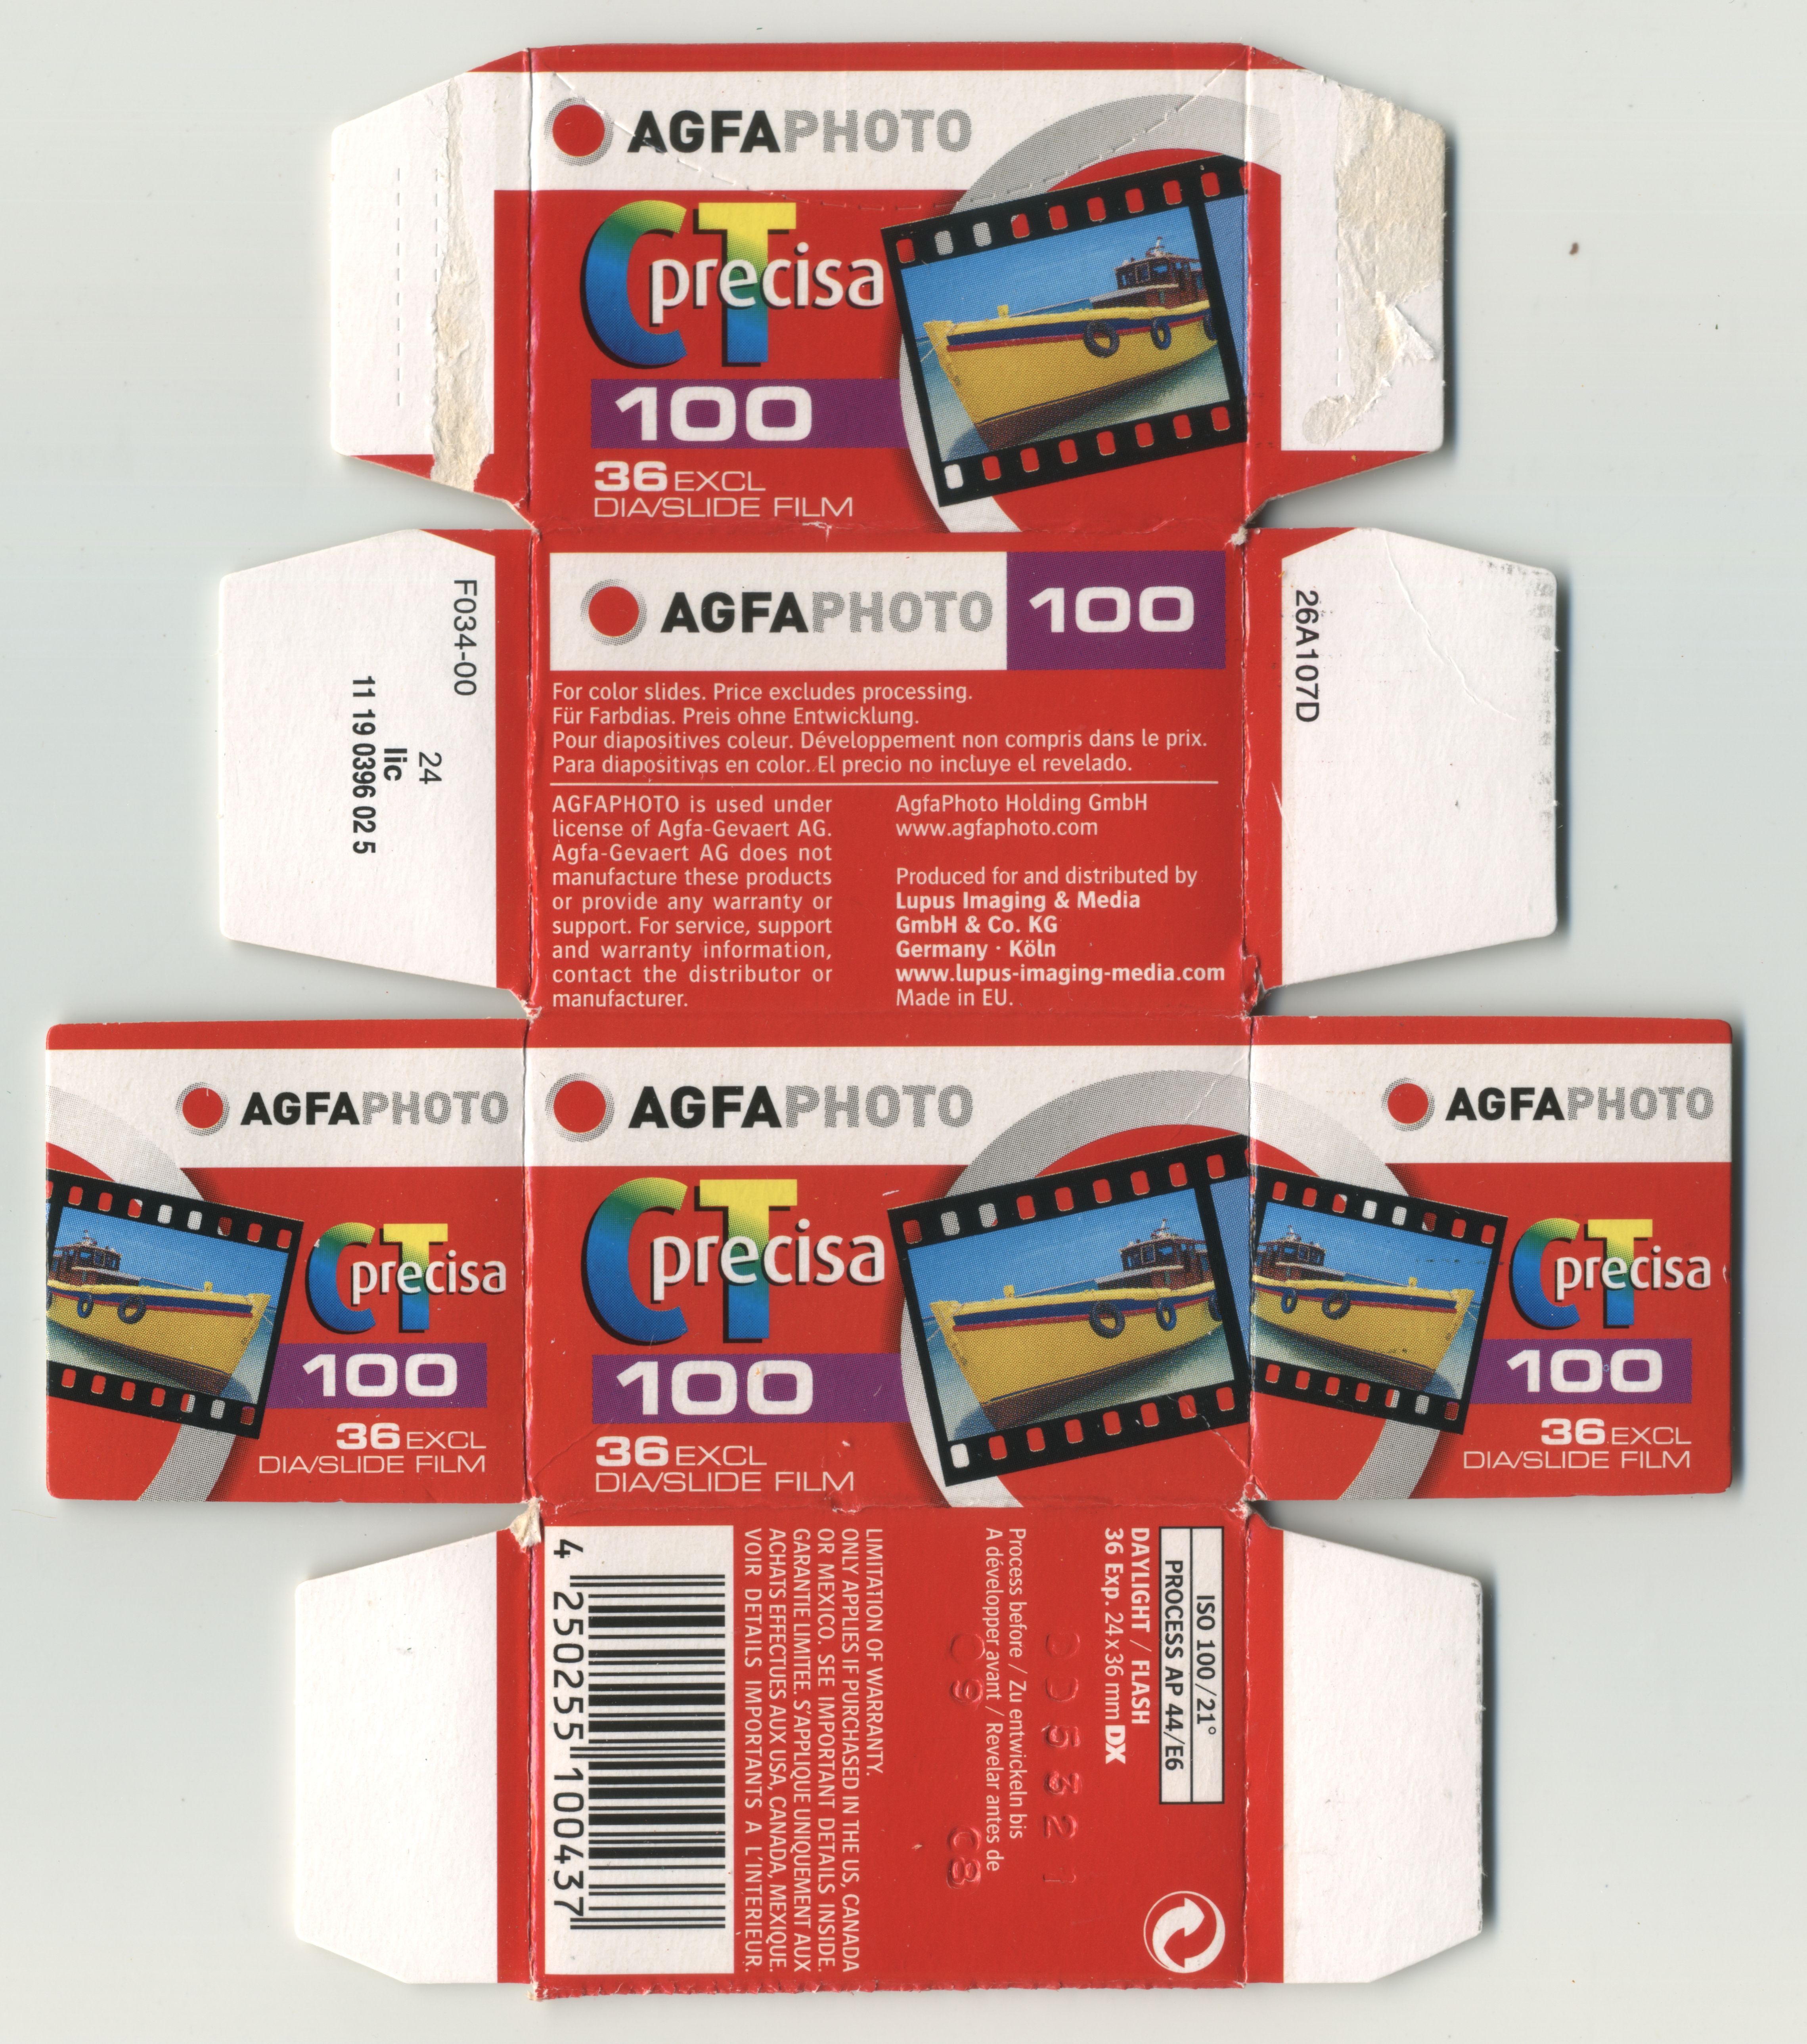 AGFAPHOTO
CT precisa
100
36 EXCL
DIA/SLIDE FILM
F034-00
24
lic
11 19 0396 02 5
AGFAPHOTO 100
For color slides. Price excludes processing.
Für Farbdias. Preis ohne Entwicklung.
Pour diapositives coleur. Développement non compris dans le prix.
Para diapositivas en color. El precio no incluye el revelado.
AGFAPHOTO is used under
license of Agfa-Gevaert AG.
Agfa-Gevaert AG does not
manufacture these products
or provide any warranty or
support. For service, support
and warranty information,
contact the distributor or
manufacturer.
AgfaPhoto Holding GmbH
www.agfaphoto.com
Produced for and distributed by
Lupus Imaging & Media
GmbH & Co. KG
Germany · Köln
www.lupus-imaging-media.com
Made in EU.
26A107D
AGFAPHOTO
CT precisa
100
36 EXCL
DIA/SLIDE FILM
AGFAPHOTO
CT precisa
100
36 EXCL
DIA/SLIDE FILM
AGFAPHOTO
CT precisa
100
36 EXCL
DIA/SLIDE FILM
ISO 100/21°
PROCESS AP 44/E6
DAYLIGHT / FLASH
36 Exp. 24x36 mm DX
Process before / Zu entwickeln bis
A développer avant / Revelar antes de
09 C8
LIMITATION OF WARRANTY.
ONLY APPLIES IF PURCHASED IN THE US, CANADA
OR MEXICO. SEE IMPORTANT DETAILS INSIDE.
GARANTIE LIMITEE. S'APPLIQUE UNIQUEMENT AUX
ACHATS EFFECTUES AUX USA, CANADA, MEXIQUE.
VOIR DETAILS IMPORTANTS A L'INTERIEUR.
4 250255 100437